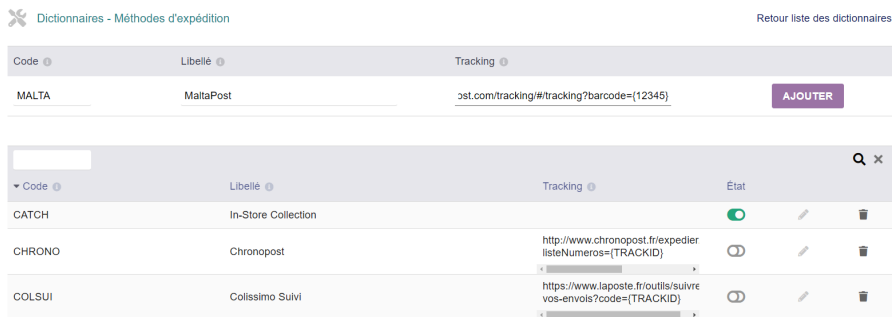 Dictionnaires - Méthodes d'expédition
Retour liste des dictionnaires
Code Libellé Tracking
MALTA MaltaPost ost.com/tracking/#/tracking?barcode={12345} AJOUTER
Code Libellé Tracking État
CATCH In-Store Collection
CHRONO Chronopost http://www.chronopost.fr/expedier
listeNumeros={TRACKID}
COLSUI Colissimo Suivi https://www.laposte.fr/outils/suivre
vos-envois?code={TRACKID}